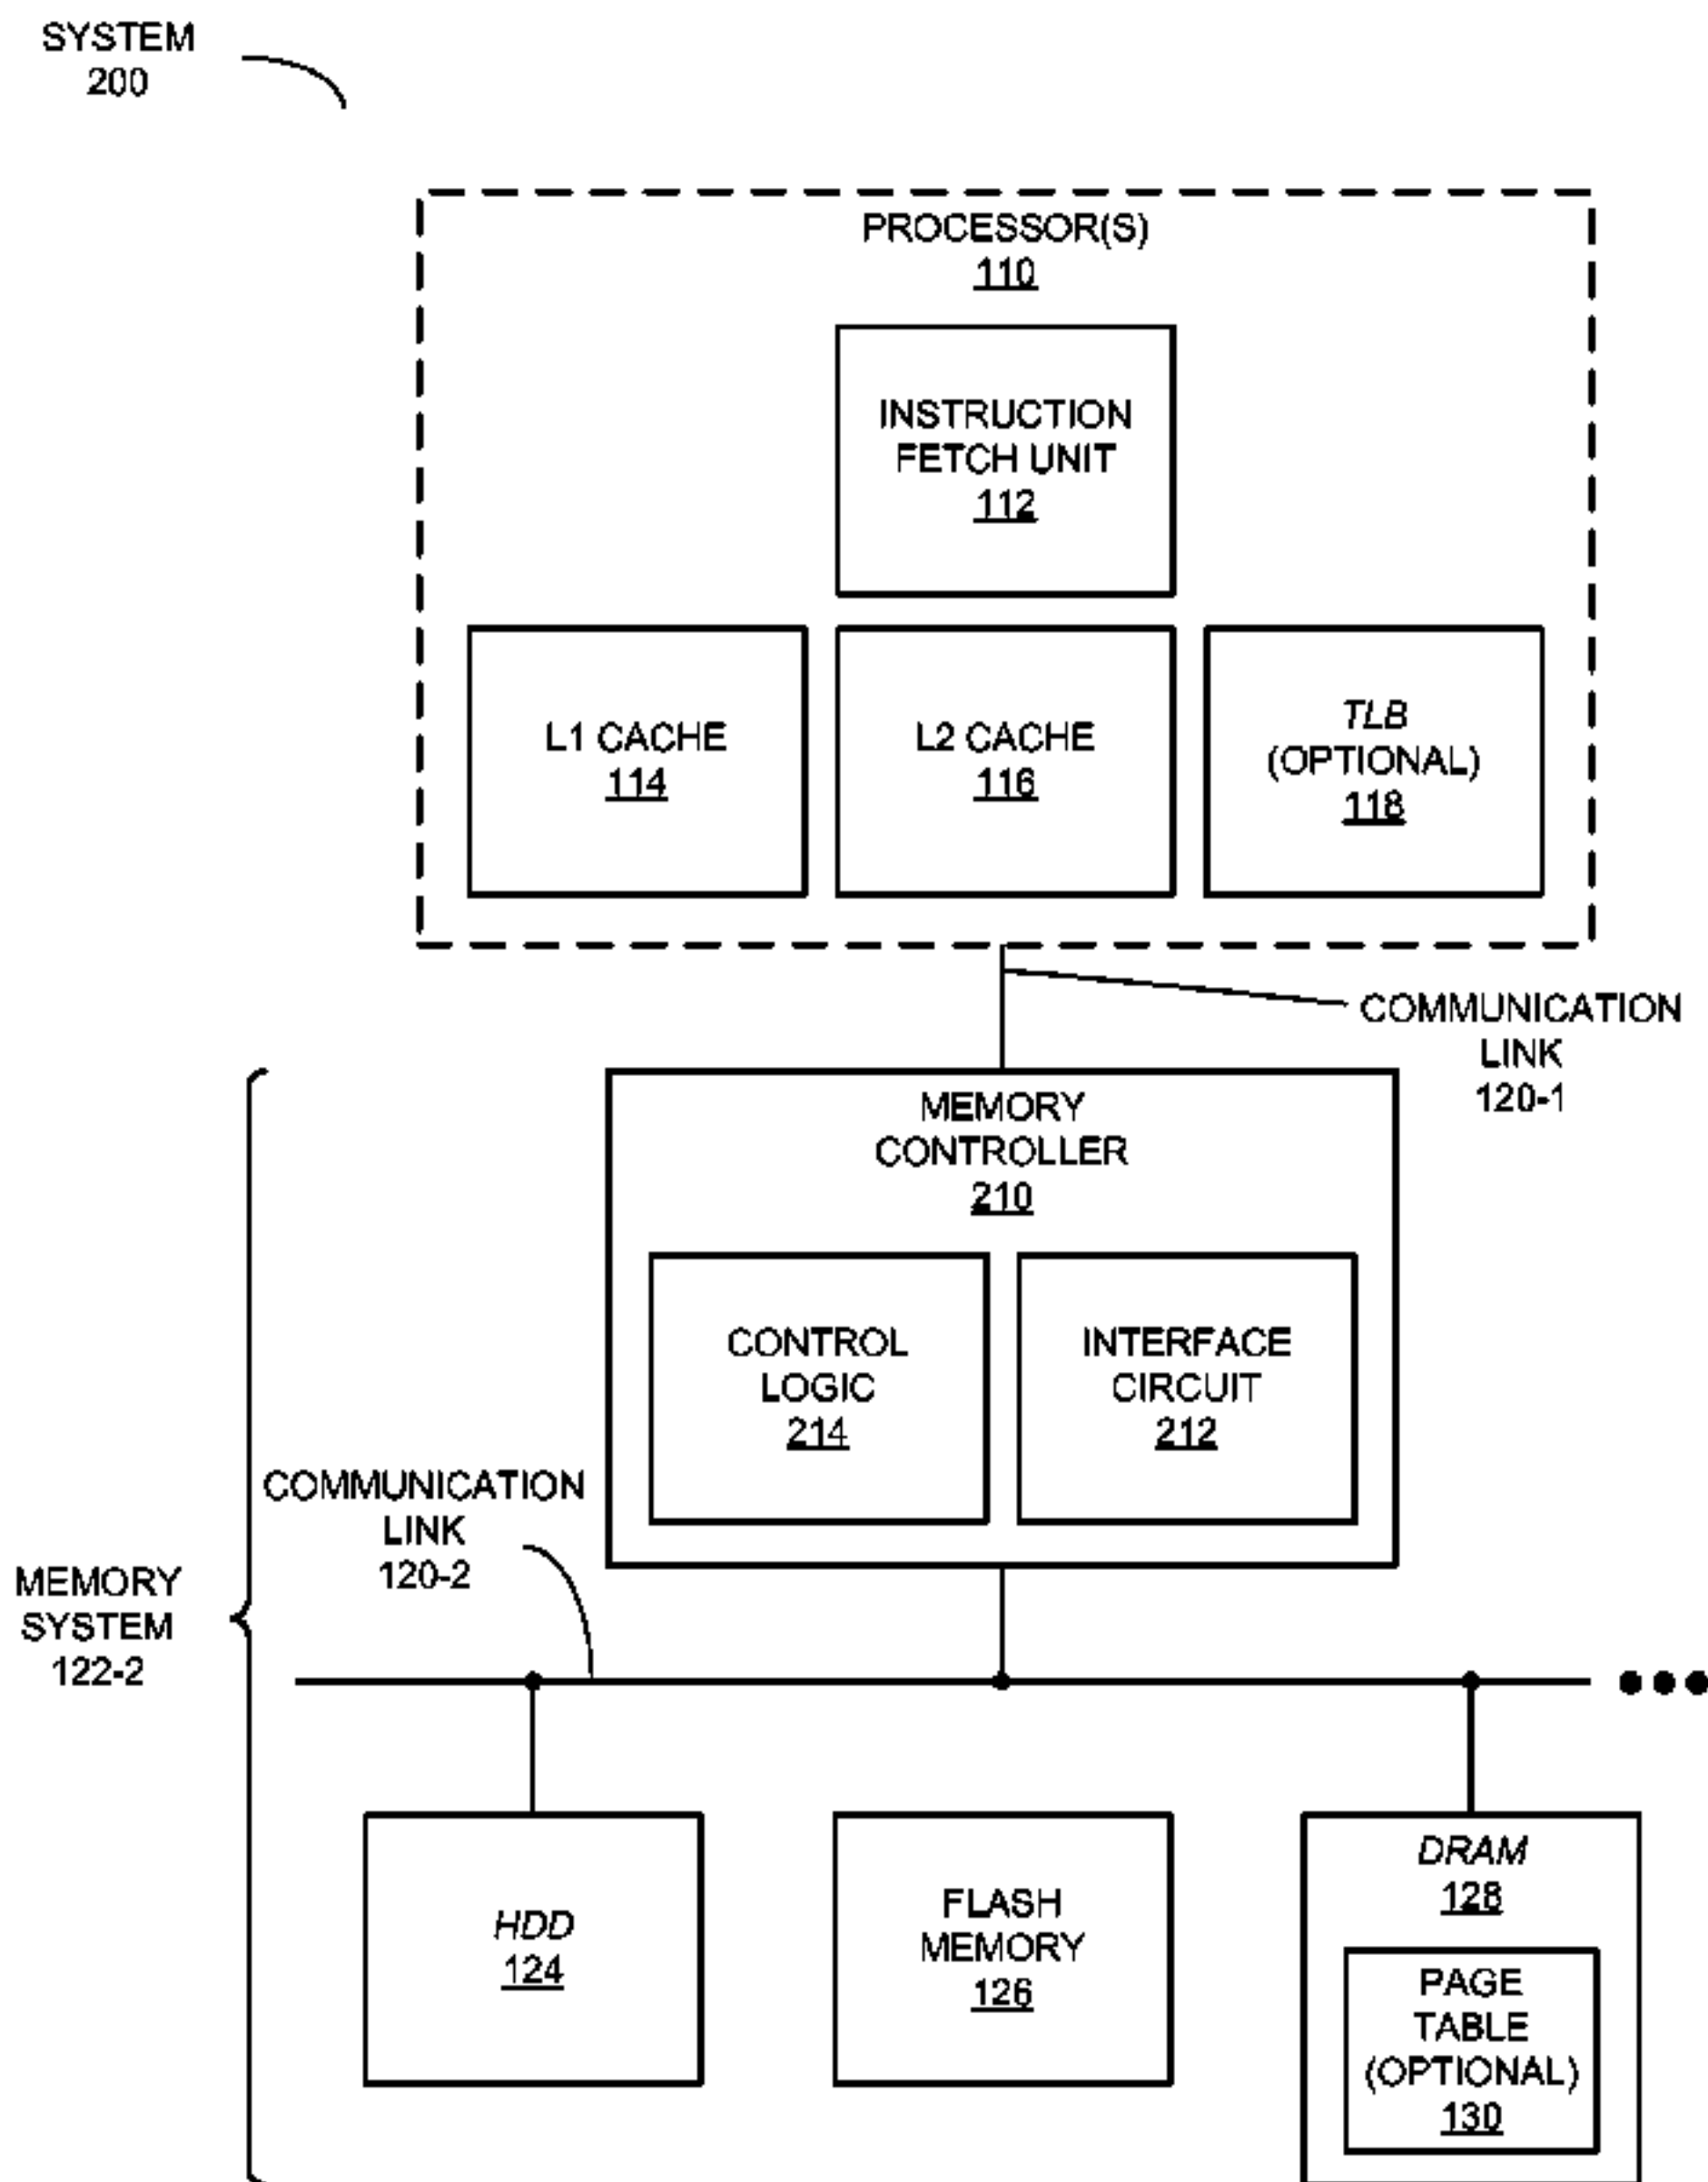 SYSTEM
200
PROCESSOR(S)
110
INSTRUCTION
FETCH UNIT
112
L1 CACHE
114
L2 CACHE
116
TLB
(OPTIONAL)
118
COMMUNICATION
LINK
120-1
MEMORY
CONTROLLER
210
CONTROL
LOGIC
214
INTERFACE
CIRCUIT
212
COMMUNICATION
LINK
120-2
MEMORY
SYSTEM
122-2
HDD
124
FLASH
MEMORY
126
DRAM
128
PAGE
TABLE
(OPTIONAL)
130